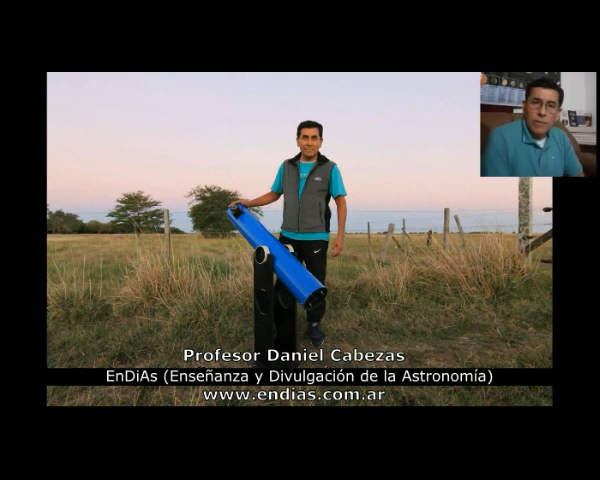 Profesor Daniel Cabezas
EnDiAs (Enseñanza y Divulgación de la Astronomía)
www.endias.com.ar